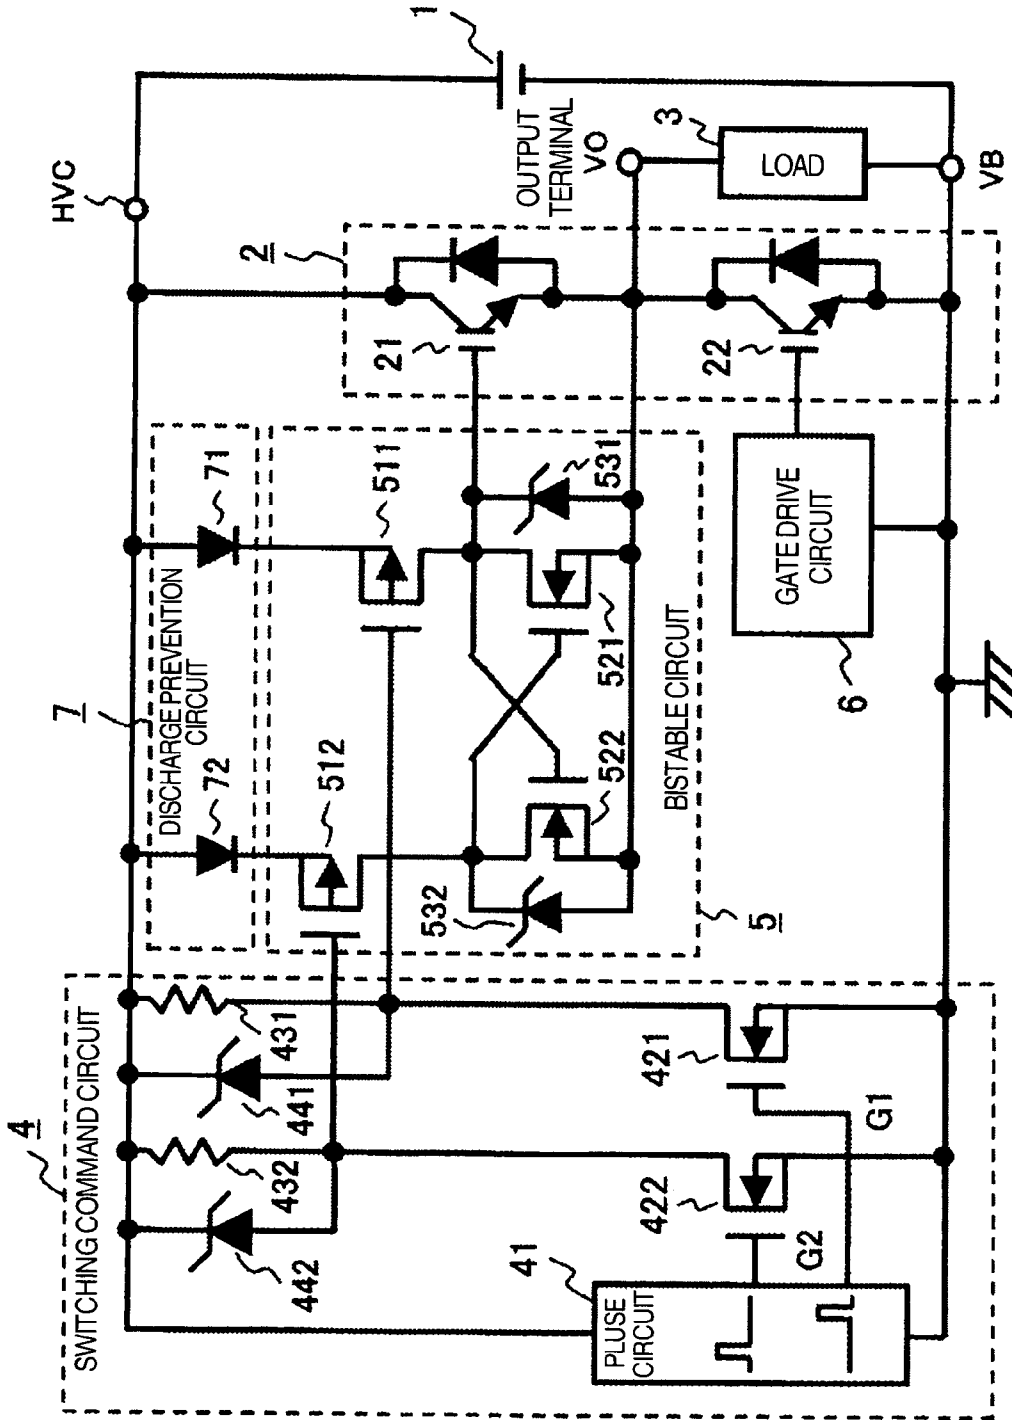 SWITCHING COMMAND CIRCUIT
4
442
432
441
431
41
PLUSE
CIRCUIT
G2
G1
422
421
7
DISCHARGE PREVENTION
CIRCUIT
72
71
512
511
532
522
521
531
BISTABLE CIRCUIT
5
6
GATE DRIVE
CIRCUIT
HVC
2
21
22
OUTPUT
TERMINAL
VO
1
3
LOAD
VB